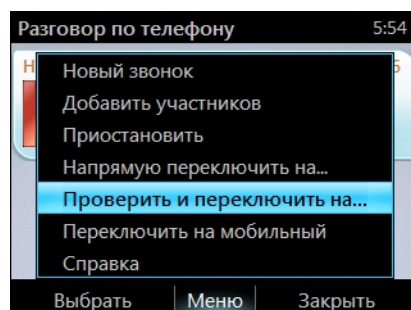 Разговор по телефону 5:54
Новый звонок
Добавить участников
Приостановить
Напрямую переключить на...
Проверить и переключить на...
Переключить на мобильный
Справка
Выбрать Меню Закрыть